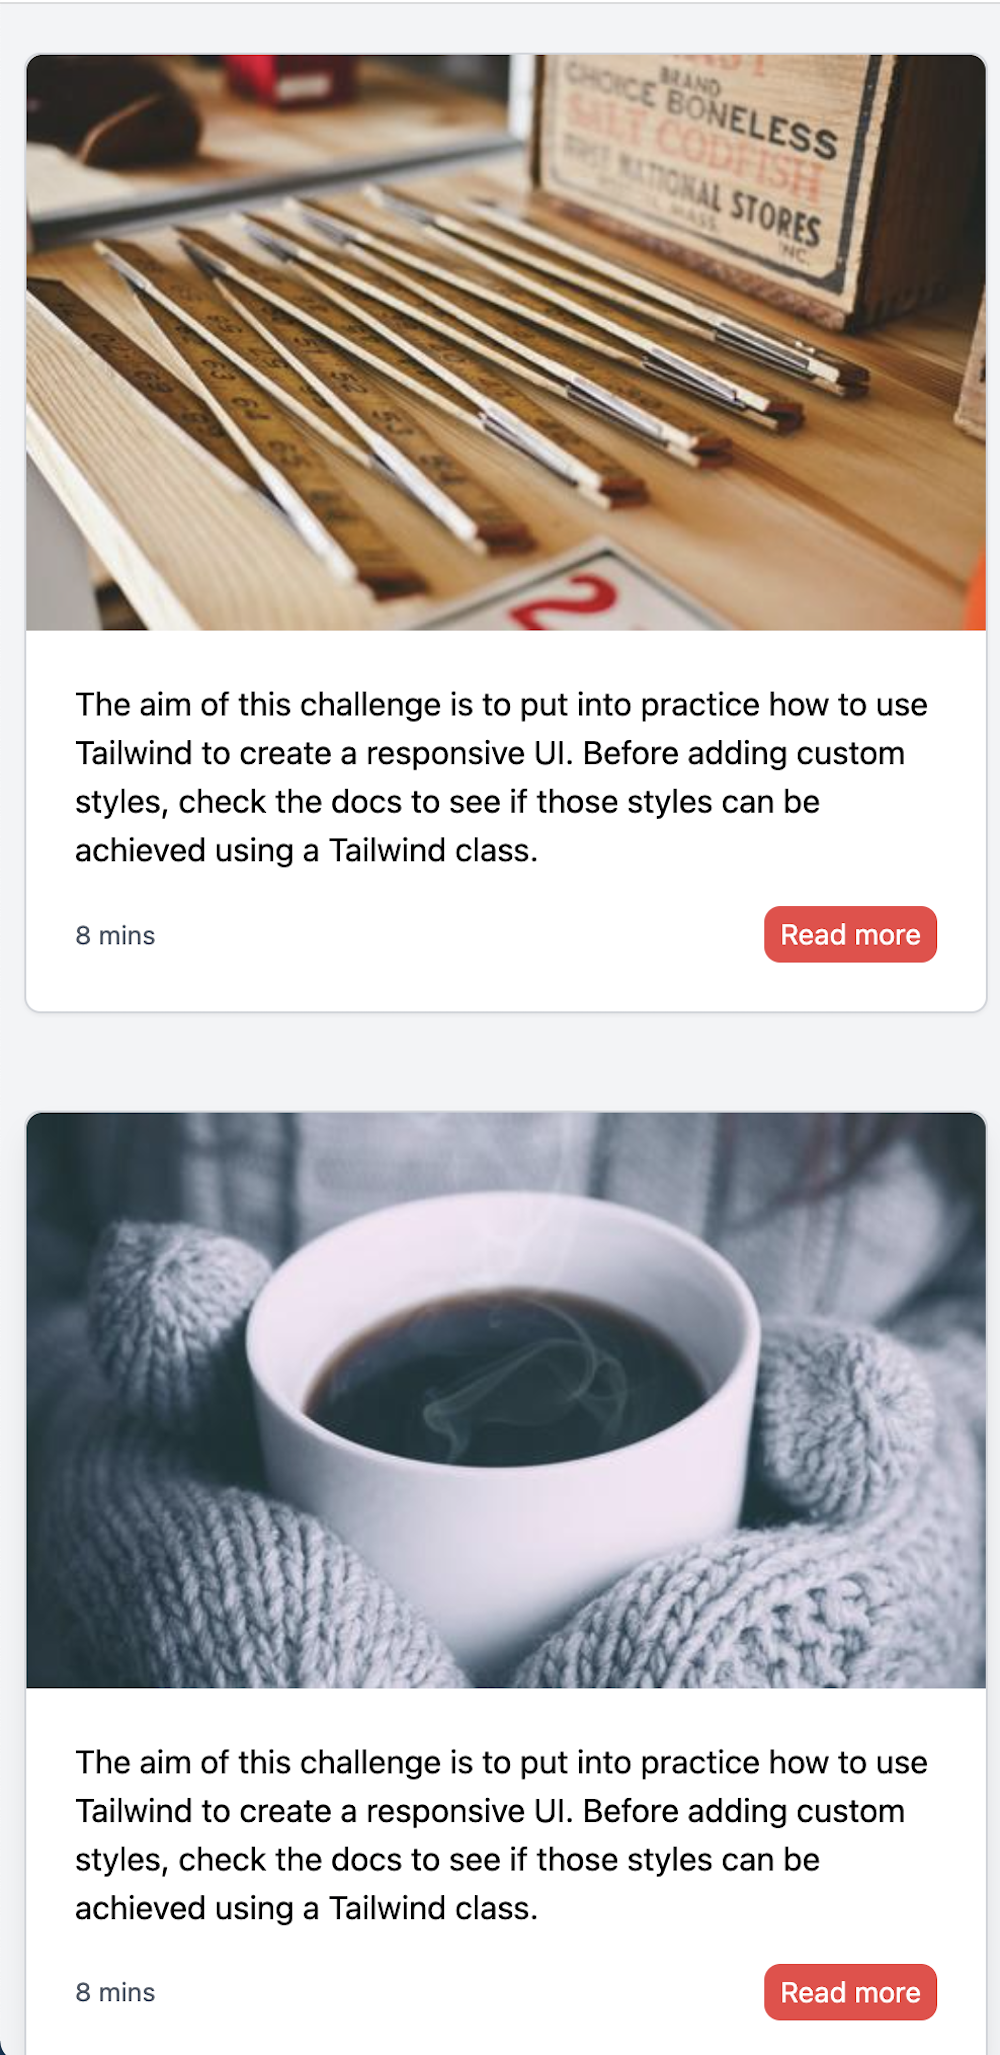 BRAND
CHOICE BONELESS
SALT CODFISH
FIRST NATIONAL STORES
INC.
2
The aim of this challenge is to put into practice how to use
Tailwind to create a responsive UI. Before adding custom
styles, check the docs to see if those styles can be
achieved using a Tailwind class.
8 mins
Read more
The aim of this challenge is to put into practice how to use
Tailwind to create a responsive UI. Before adding custom
styles, check the docs to see if those styles can be
achieved using a Tailwind class.
8 mins
Read more